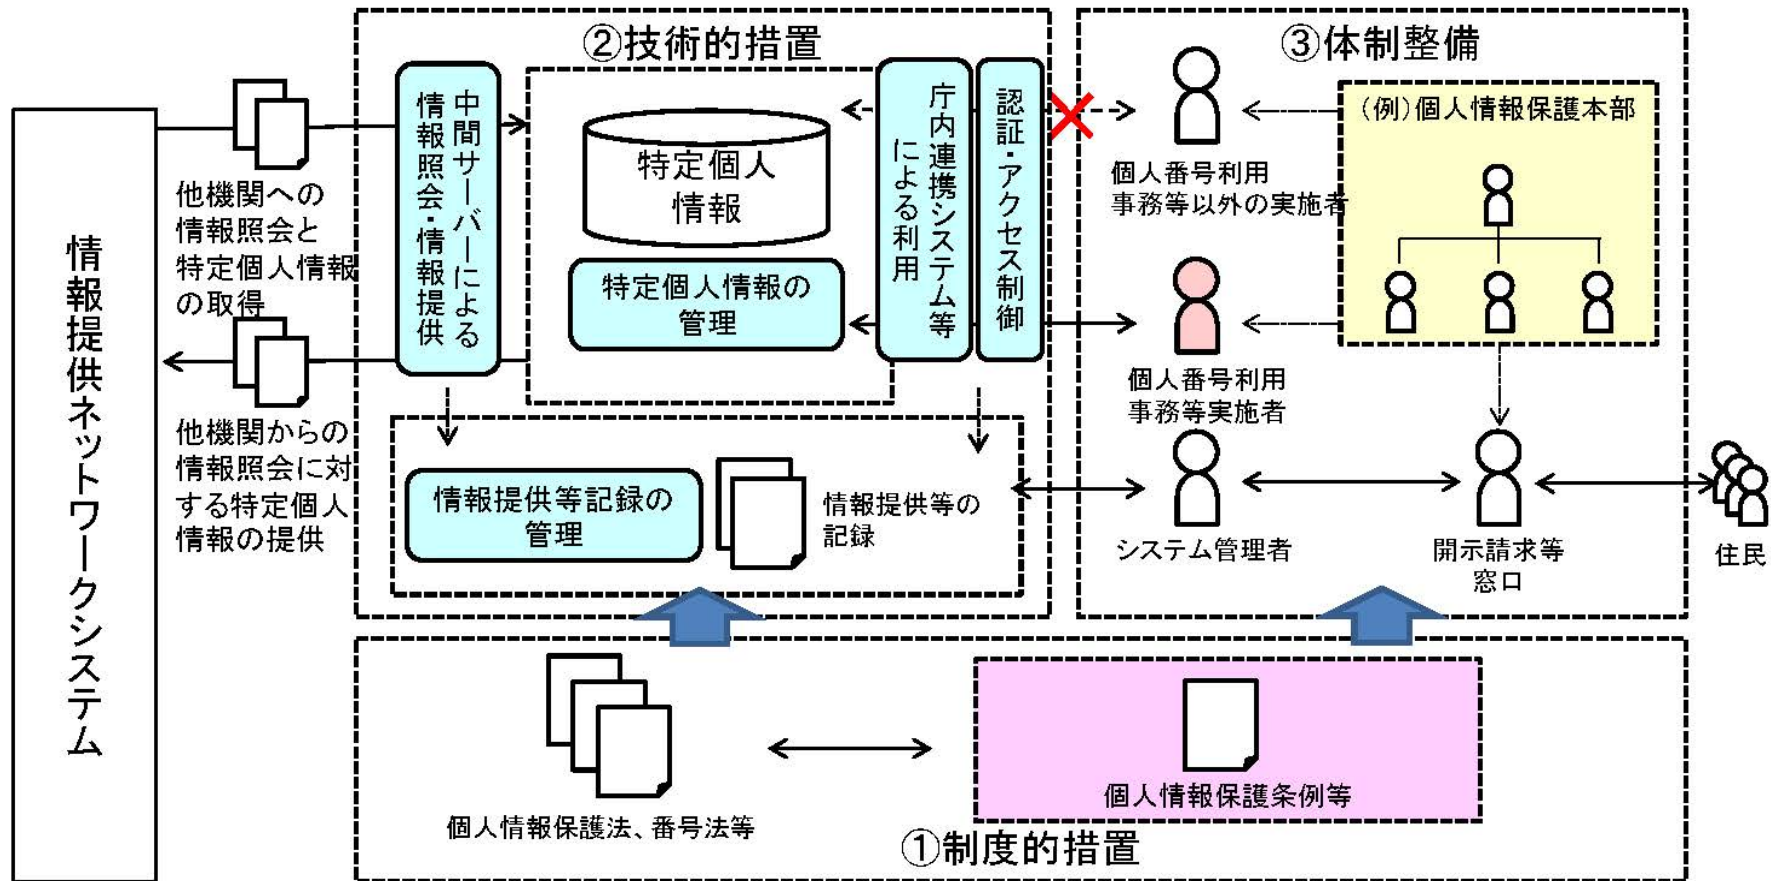 情報提供ネットワークシステム
他機関への
情報照会と
特定個人情報
の取得
他機関からの
情報照会に対
する特定個人
情報の提供
②技術的措置
中間サーバーによる
情報照会・情報提供
特定個人
情報
特定個人情報の
管理
庁内連携システム等
による利用
認証・アクセス制御
情報提供等記録の
管理
情報提供等の
記録
③体制整備
個人番号利用
事務等以外の実施者
(例)個人情報保護本部
個人番号利用
事務等実施者
システム管理者
開示請求等
窓口
住民
個人情報保護法、番号法等
個人情報保護条例等
①制度的措置